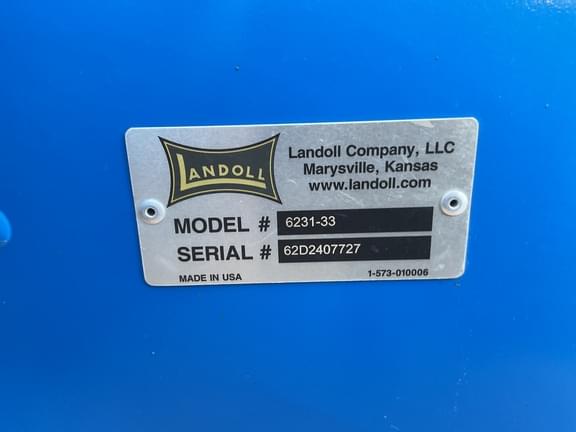 LANDOLL
Landoll Company, LLC
Marysville, Kansas
www.landoll.com
MODEL # 6231-33
SERIAL # 62D2407727
MADE IN USA 1-573-010006